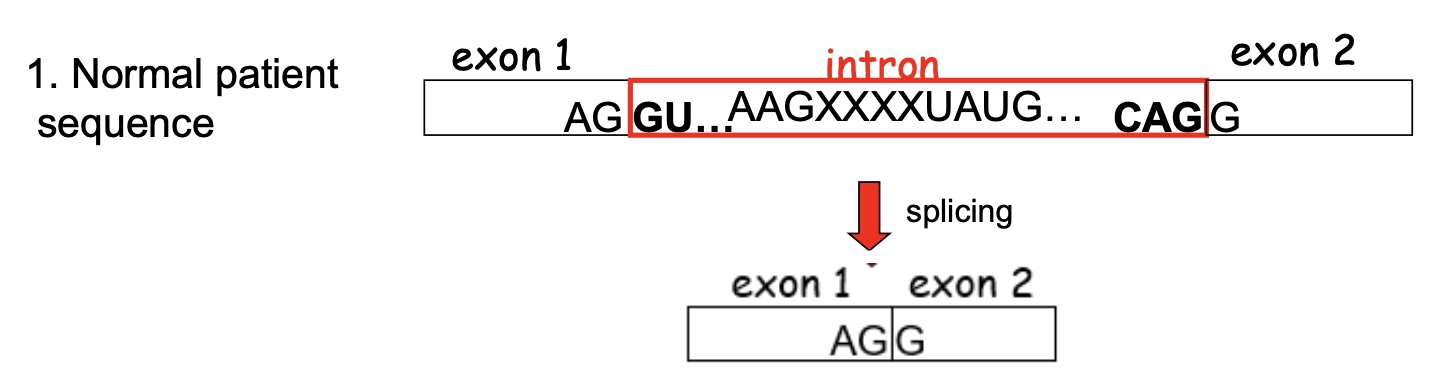 1. Normal patient
sequence
exon 1
intron
exon 2
AG GU...AAGXXXXUAUG... CAG G
splicing
exon 1 exon 2
AG G